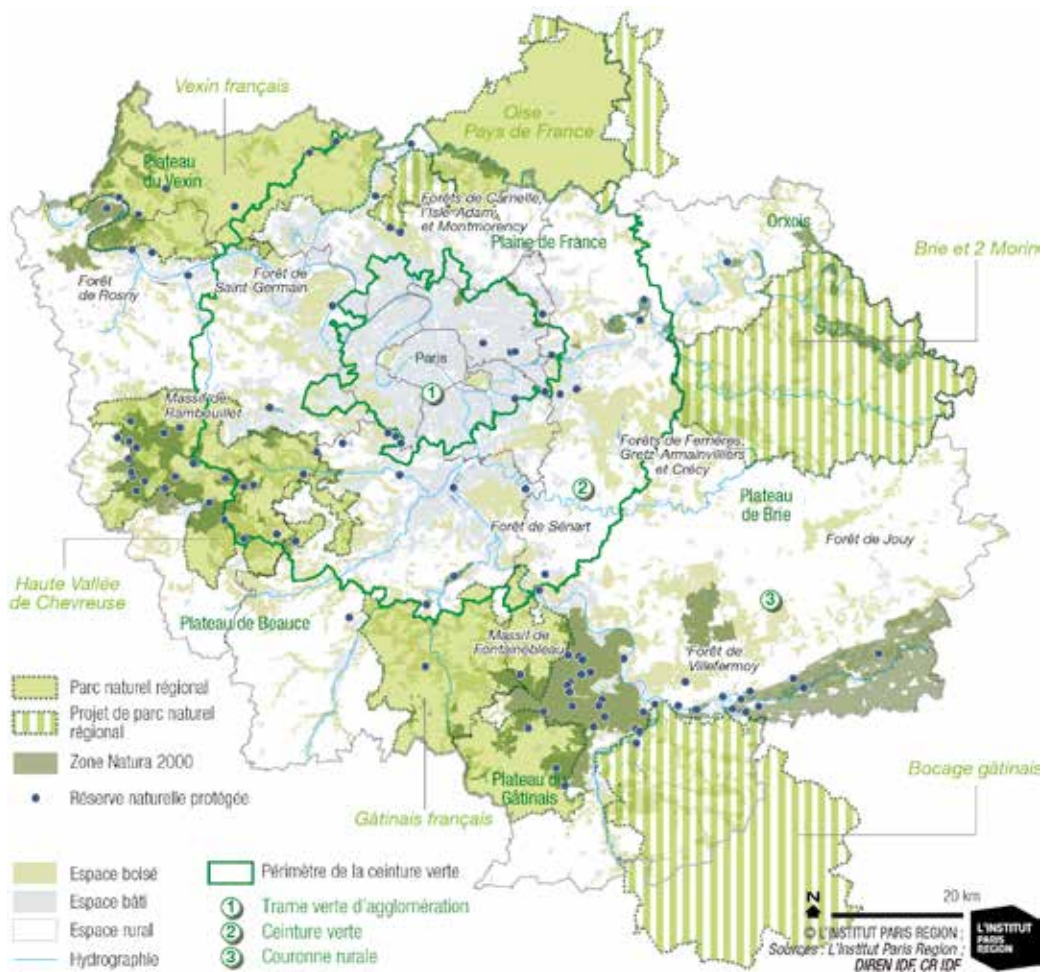 Vexin français
Oise -
Pays de France
Plateau
du Vexin
Forêts de Carnelle,
l'Isle-Adam,
et Montmorency
Plaine de France
Orxois
Brie et 2 Morin
Forêt
de Rosny
Forêt de
Saint-Germain
Paris
1
Massif de
Rambouillet
Forêts de Ferrières,
Gretz-Armainvilliers
et Crécy
2
Plateau
de Brie
Forêt de Sénart
Forêt de Jouy
Haute Vallée
de Chevreuse
Plateau de Beauce
3
Massif de
Fontainebleau
Forêt de
Villefermoy
Plateau du
Gâtinais
Gâtinais français
Bocage gâtinais
Parc naturel régional
Projet de parc naturel
régional
Zone Natura 2000
Réserve naturelle protégée
Espace boisé
Espace bâti
Espace rural
Hydrographie
Périmètre de la ceinture verte
1 Trame verte d'agglomération
2 Ceinture verte
3 Couronne rurale
N
20 km
© L'INSTITUT PARIS REGION ;
Sources : L'Institut Paris Region ;
DIREN IDF, CR IDF
L'INSTITUT
PARIS
REGION